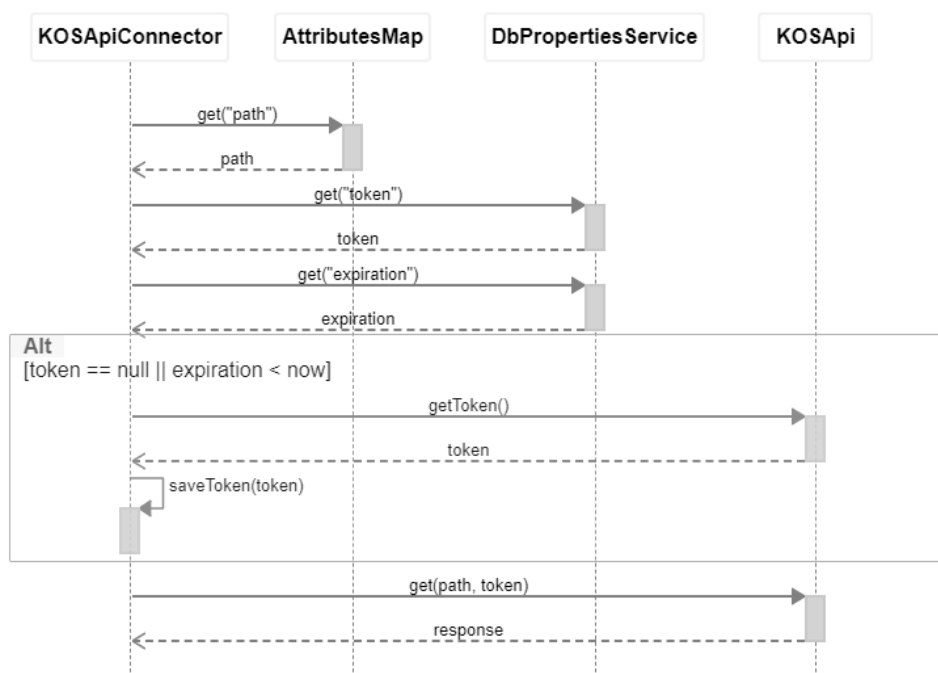 KOSApiConnector AttributesMap DbPropertiesService KOSApi
get("path")
path
get("token")
token
get("expiration")
expiration
Alt
[token == null || expiration < now]
getToken()
token
saveToken(token)
get(path, token)
response